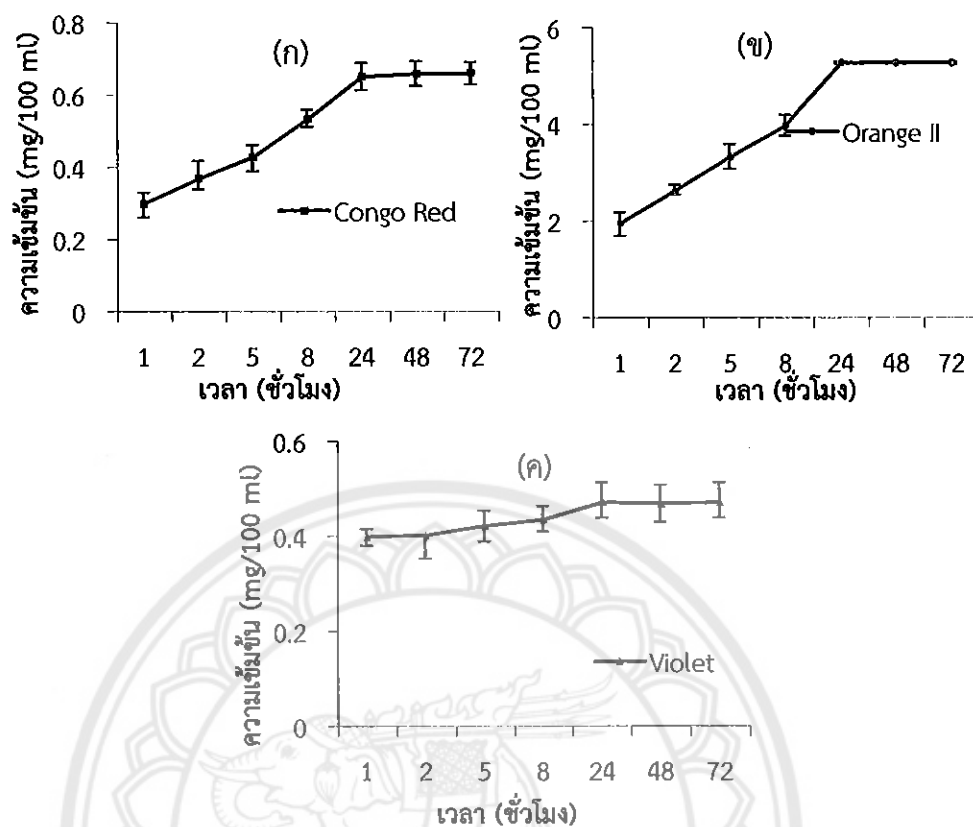 (ก)
ความเข้มข้น (mg/100 ml)
0.8
0.6
0.4
0.2
0
Congo Red
1 2 5 8 24 48 72
เวลา (ชั่วโมง)
(ข)
ความเข้มข้น (mg/100 ml)
6
4
2
0
Orange II
1 2 5 8 24 48 72
เวลา (ชั่วโมง)
(ค)
ความเข้มข้น (mg/100 ml)
0.6
0.4
0.2
0
Violet
1 2 5 8 24 48 72
เวลา (ชั่วโมง)